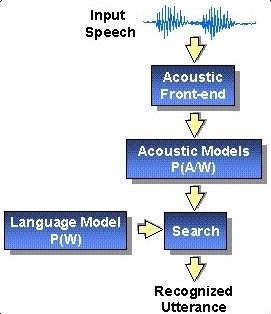 Input
Speech
Acoustic
Front-end
Acoustic Models
P(A/W)
Language Model
P(W)
Search
Recognized
Utterance